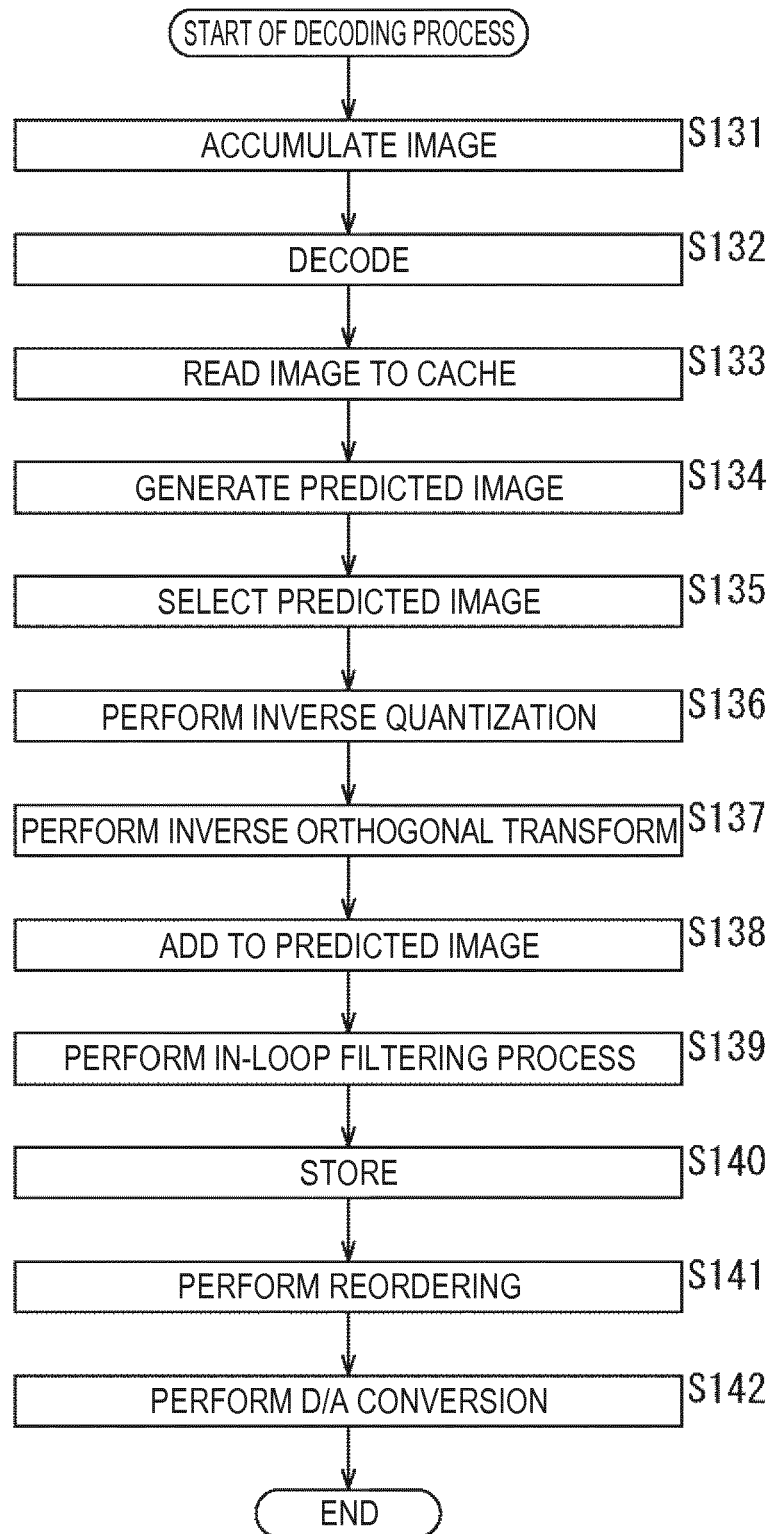 START OF DECODING PROCESS
ACCUMULATE IMAGE S131
DECODE S132
READ IMAGE TO CACHE S133
GENERATE PREDICTED IMAGE S134
SELECT PREDICTED IMAGE S135
PERFORM INVERSE QUANTIZATION S136
PERFORM INVERSE ORTHOGONAL TRANSFORM S137
ADD TO PREDICTED IMAGE S138
PERFORM IN-LOOP FILTERING PROCESS S139
STORE S140
PERFORM REORDERING S141
PERFORM D/A CONVERSION S142
END